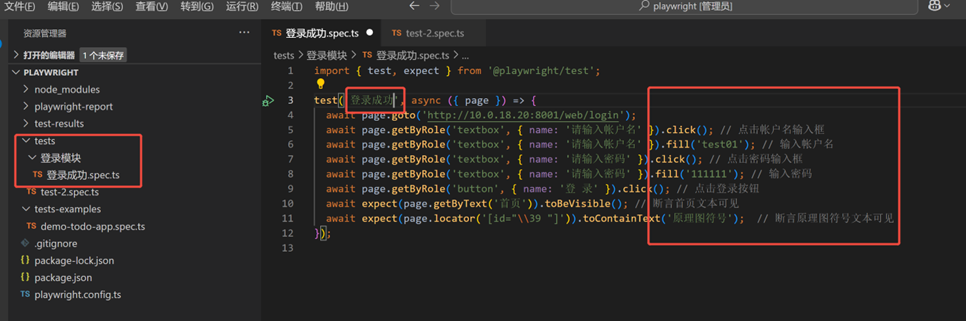 文件(F) 编辑(E) 选择(S) 查看(V) 转到(G) 运行(R) 终端(T) 帮助(H) playwright [管理员]
资源管理器
打开的编辑器 1 个未保存
PLAYWRIGHT
node_modules
playwright-report
test-results
tests
登录模块
TS 登录成功.spec.ts
TS test-2.spec.ts
tests-examples
TS demo-todo-app.spec.ts
.gitignore
{} package-lock.json
{} package.json
TS playwright.config.ts
TS 登录成功.spec.ts TS test-2.spec.ts
tests > 登录模块 > TS 登录成功.spec.ts > ...
1 import { test, expect } from '@playwright/test';
2
3 test('登录成功', async ({ page }) => {
4 await page.goto('http://10.0.18.20:8001/web/login');
5 await page.getByRole('textbox', { name: '请输入帐户名' }).click(); // 点击帐户名输入框
6 await page.getByRole('textbox', { name: '请输入帐户名' }).fill('test01'); // 输入帐户名
7 await page.getByRole('textbox', { name: '请输入密码' }).click(); // 点击密码输入框
8 await page.getByRole('textbox', { name: '请输入密码' }).fill('111111'); // 输入密码
9 await page.getByRole('button', { name: '登 录' }).click(); // 点击登录按钮
10 await expect(page.getByText('首页')).toBeVisible(); // 断言首页文本可见
11 await expect(page.locator('[id="\\39 "]')).toContainText('原理图符号'); // 断言原理图符号文本可见
12 });
13